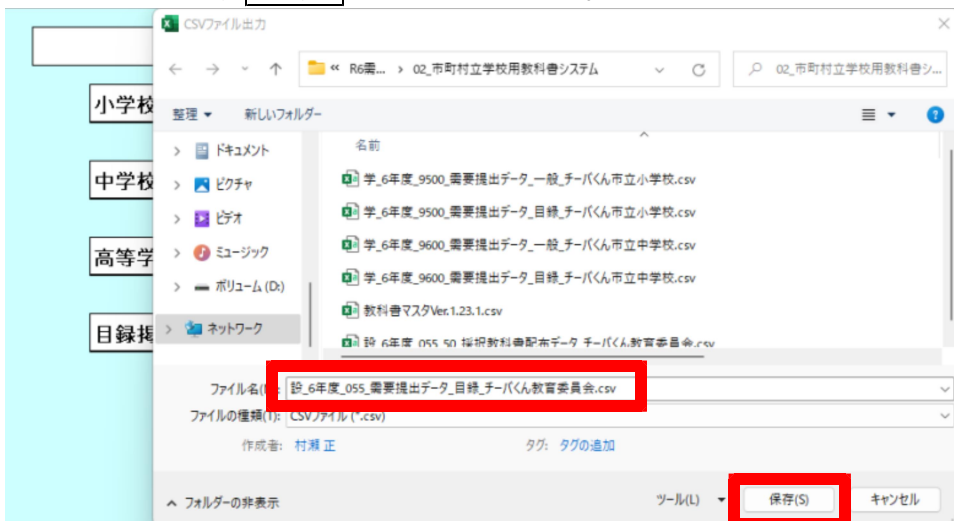 CSVファイル出力
« R6需... › 02_市町村立学校用教科書システム
02_市町村立学校用教科書シ...
整理
新しいフォルダー
小学校
中学校
高等学
目録掲
ドキュメント
ピクチャ
ビデオ
ミュージック
ボリューム (D:)
ネットワーク
名前
学_6年度_9500_需要提出データ_一般_チーバくん市立小学校.csv
学_6年度_9500_需要提出データ_目録_チーバくん市立小学校.csv
学_6年度_9600_需要提出データ_一般_チーバくん市立中学校.csv
学_6年度_9600_需要提出データ_目録_チーバくん市立中学校.csv
教科書マスタVer.1.23.1.csv
設_6年度_055_50_採択教科書配布データ_チーバくん教育委員会.csv
ファイル名(
設_6年度_055_需要提出データ_目録_チーバくん教育委員会.csv
ファイルの種類(T):
CSVファイル (*.csv)
作成者: 村瀬 正
タグ: タグの追加
フォルダーの非表示
ツール(L)
保存(S)
キャンセル